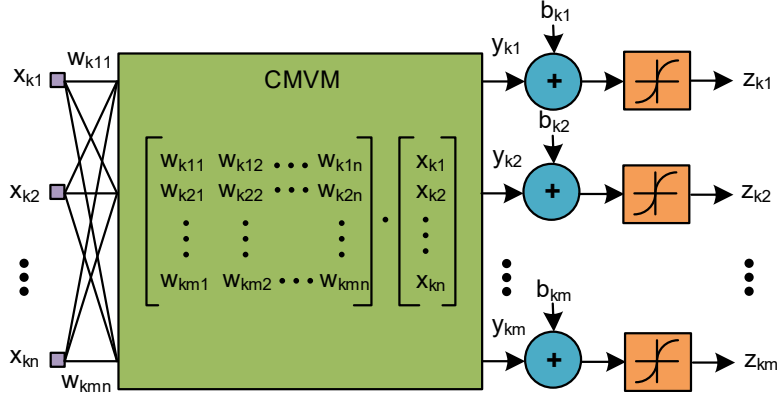 b_k1
w_k11 CMVM y_k1 +
x_k1 z_k1
b_k2
w_k11 w_k12 ••• w_k1n x_k1 y_k2
x_k2 w_k21 w_k22 ••• w_k2n x_k2 + z_k2
w_km1 w_km2 ••• w_kmn • x_kn b_km
y_km
x_kn + z_km
w_kmn